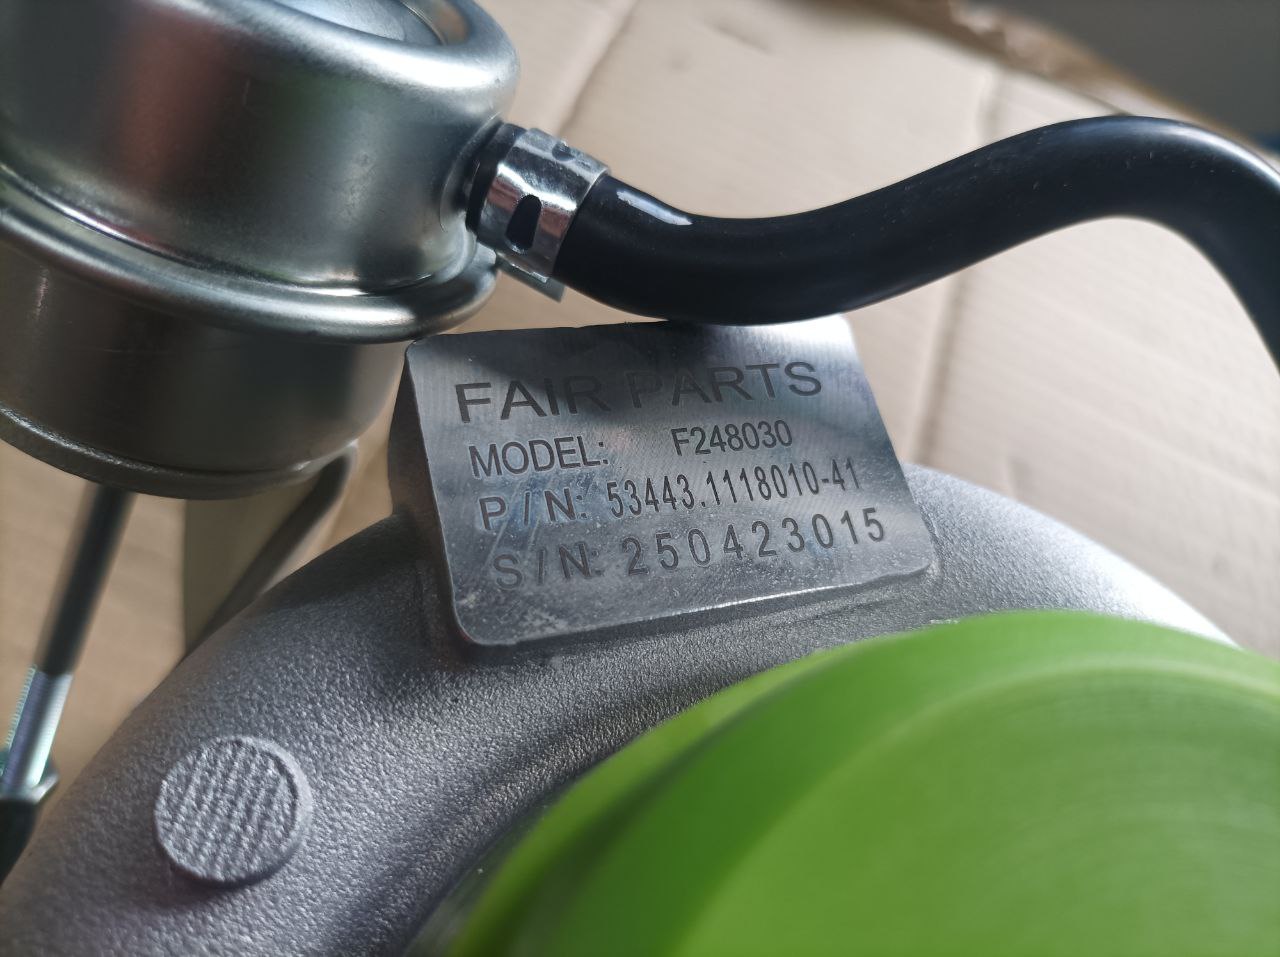 FAIR PARTS
MODEL: F248030
P/N: 53443.1118010-41
S/N: 250423015